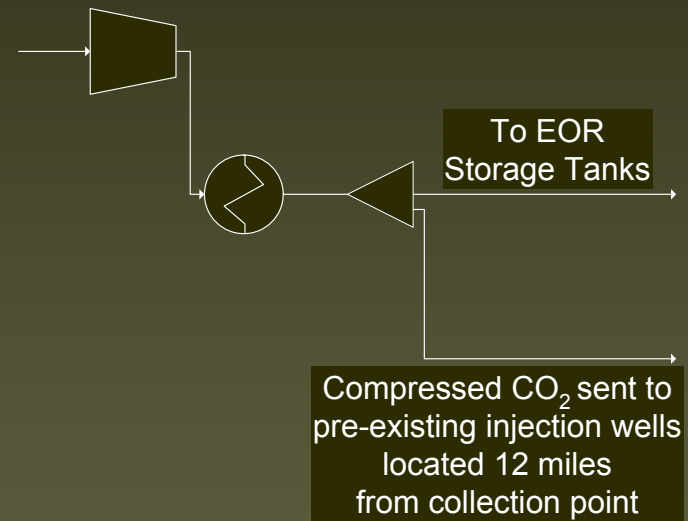 To EOR
Storage Tanks
Compressed CO₂ sent to
pre-existing injection wells
located 12 miles
from collection point